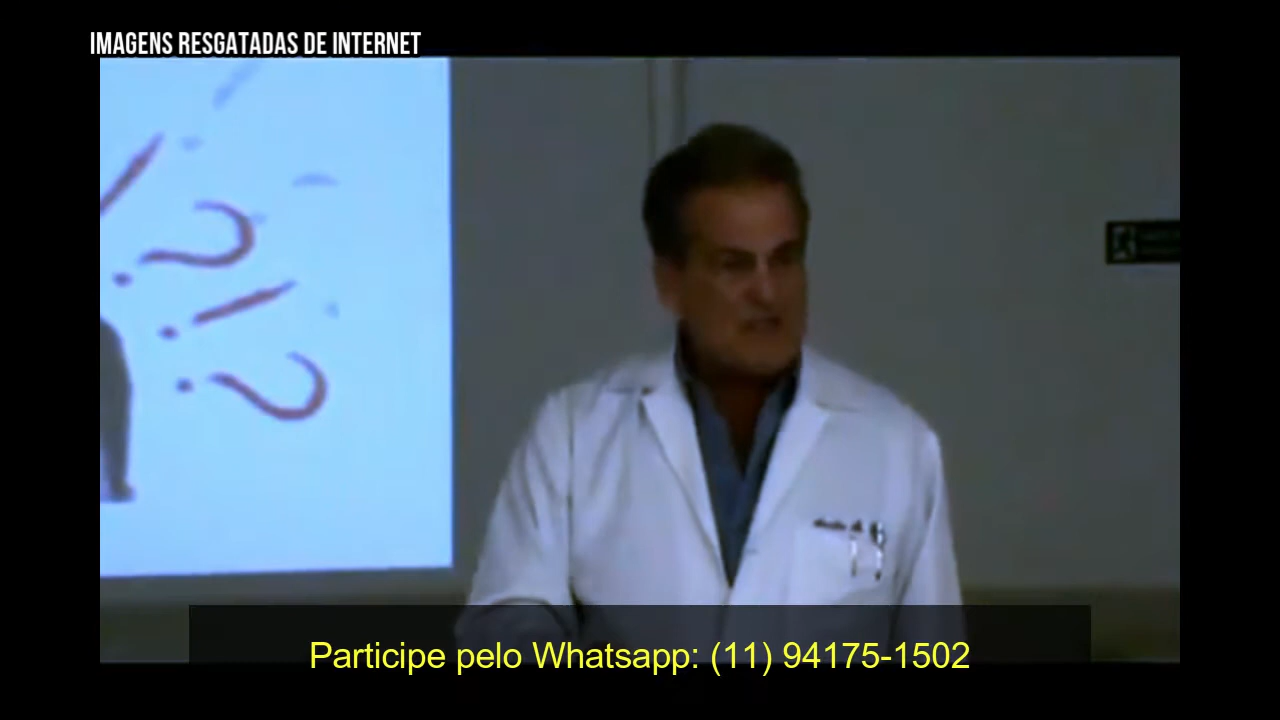 IMAGENS RESGATADAS DE INTERNET
?
!
?
Participe pelo Whatsapp: (11) 94175-1502